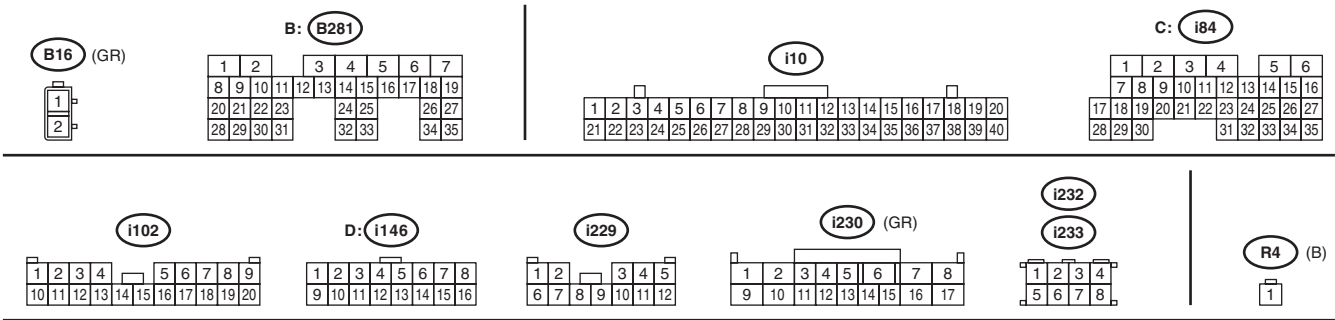 B: B281
C: i84
B16 (GR)
i10
1 2 3 4 5 6 7
1 2 3 4 5 6
8 9 10 11 12 13 14 15 16 17 18 19
7 8 9 10 11 12 13 14 15 16
1
20 21 22 23 24 25 26 27
1 2 3 4 5 6 7 8 9 10 11 12 13 14 15 16 17 18 19 20
17 18 19 20 21 22 23 24 25 26 27
2
28 29 30 31 32 33 34 35
21 22 23 24 25 26 27 28 29 30 31 32 33 34 35 36 37 38 39 40
28 29 30 31 32 33 34 35
i232
i102
D: i146
i229
i230 (GR)
i233
R4 (B)
1 2 3 4 5 6 7 8 9
1 2 3 4 5 6 7 8
1 2 3 4 5
1 2 3 4 5 6 7 8
1 2 3 4
10 11 12 13 14 15 16 17 18 19 20
9 10 11 12 13 14 15 16
6 7 8 9 10 11 12
9 10 11 12 13 14 15 16 17
5 6 7 8
1